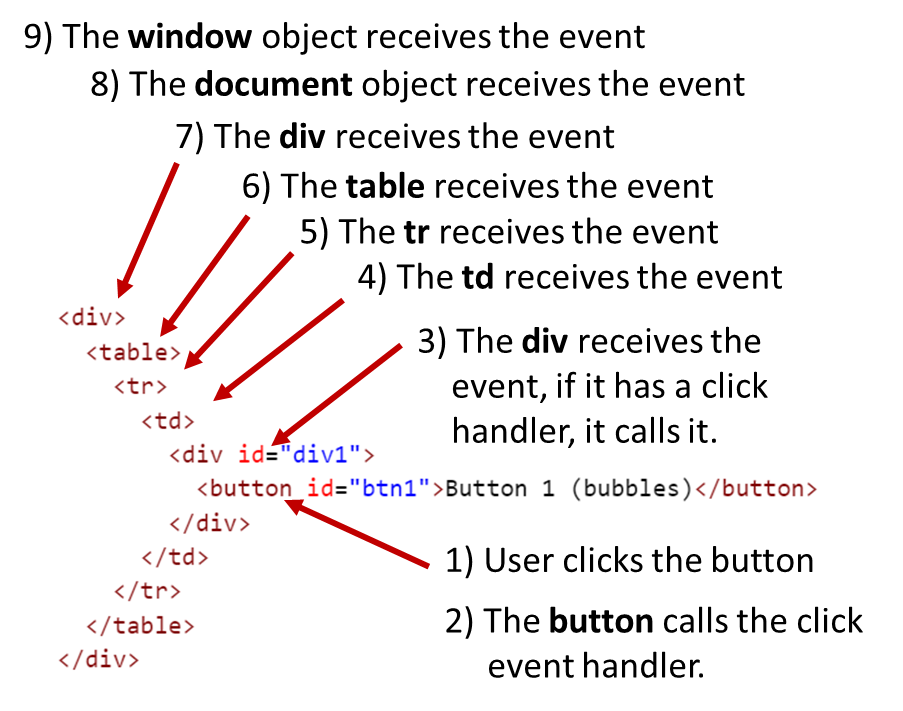 9) The window object receives the event
8) The document object receives the event
7) The div receives the event
6) The table receives the event
5) The tr receives the event
4) The td receives the event
<div>
3) The div receives the
<table>
event, if it has a click
<tr>
handler, it calls it.
<td>
<div id="div1">
<button id="btn1">Button 1 (bubbles)</button>
</div>
</td>
1) User clicks the button
</tr>
</table>
2) The button calls the click
</div>
event handler.